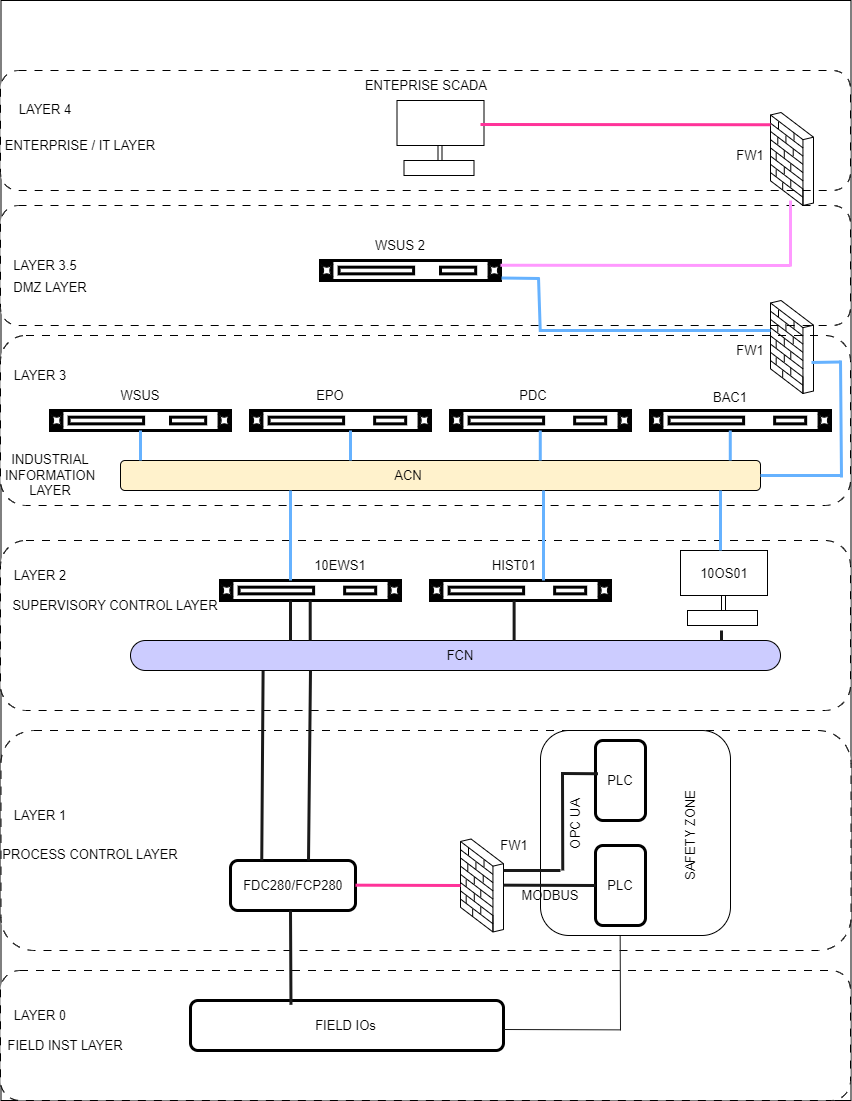 ENTEPRISE SCADA
LAYER 4
ENTERPRISE / IT LAYER
FW1
WSUS 2
LAYER 3.5
DMZ LAYER
FW1
LAYER 3
WSUS
EPO
PDC
BAC1
INDUSTRIAL
INFORMATION
LAYER
ACN
LAYER 2
10EWS1
HIST01
10OS01
SUPERVISORY CONTROL LAYER
FCN
LAYER 1
PROCESS CONTROL LAYER
PLC
OPC UA
SAFETY ZONE
FW1
FDC280/FCP280
PLC
MODBUS
LAYER 0
FIELD INST LAYER
FIELD IOs